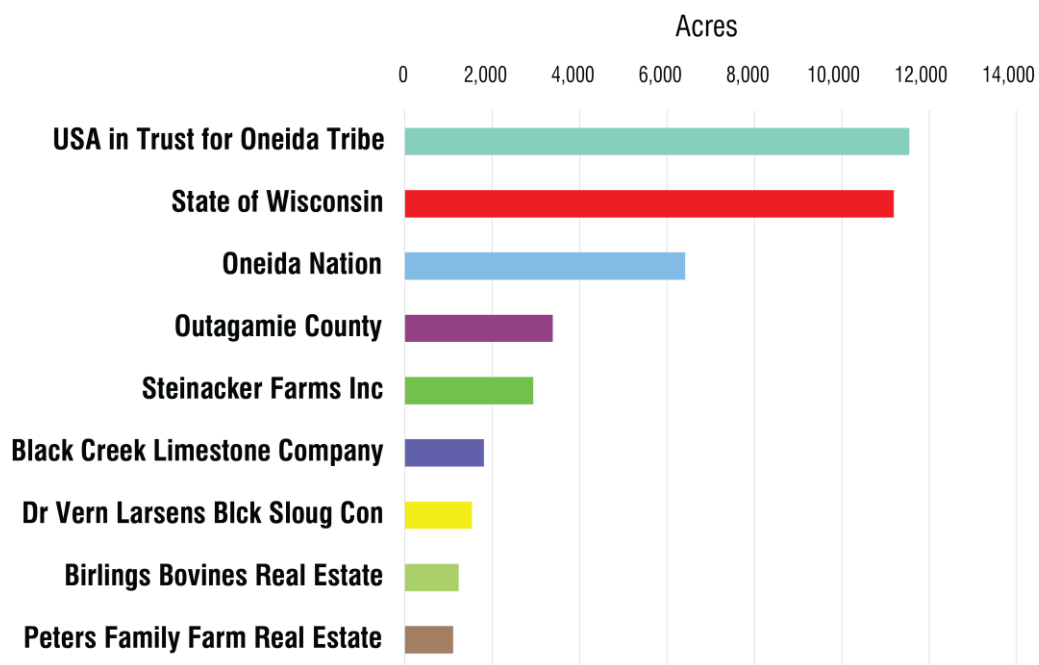 Acres
0 2,000 4,000 6,000 8,000 10,000 12,000 14,000
USA in Trust for Oneida Tribe
State of Wisconsin
Oneida Nation
Outagamie County
Steinacker Farms Inc
Black Creek Limestone Company
Dr Vern Larsens Blck Sloug Con
Birlings Bovines Real Estate
Peters Family Farm Real Estate